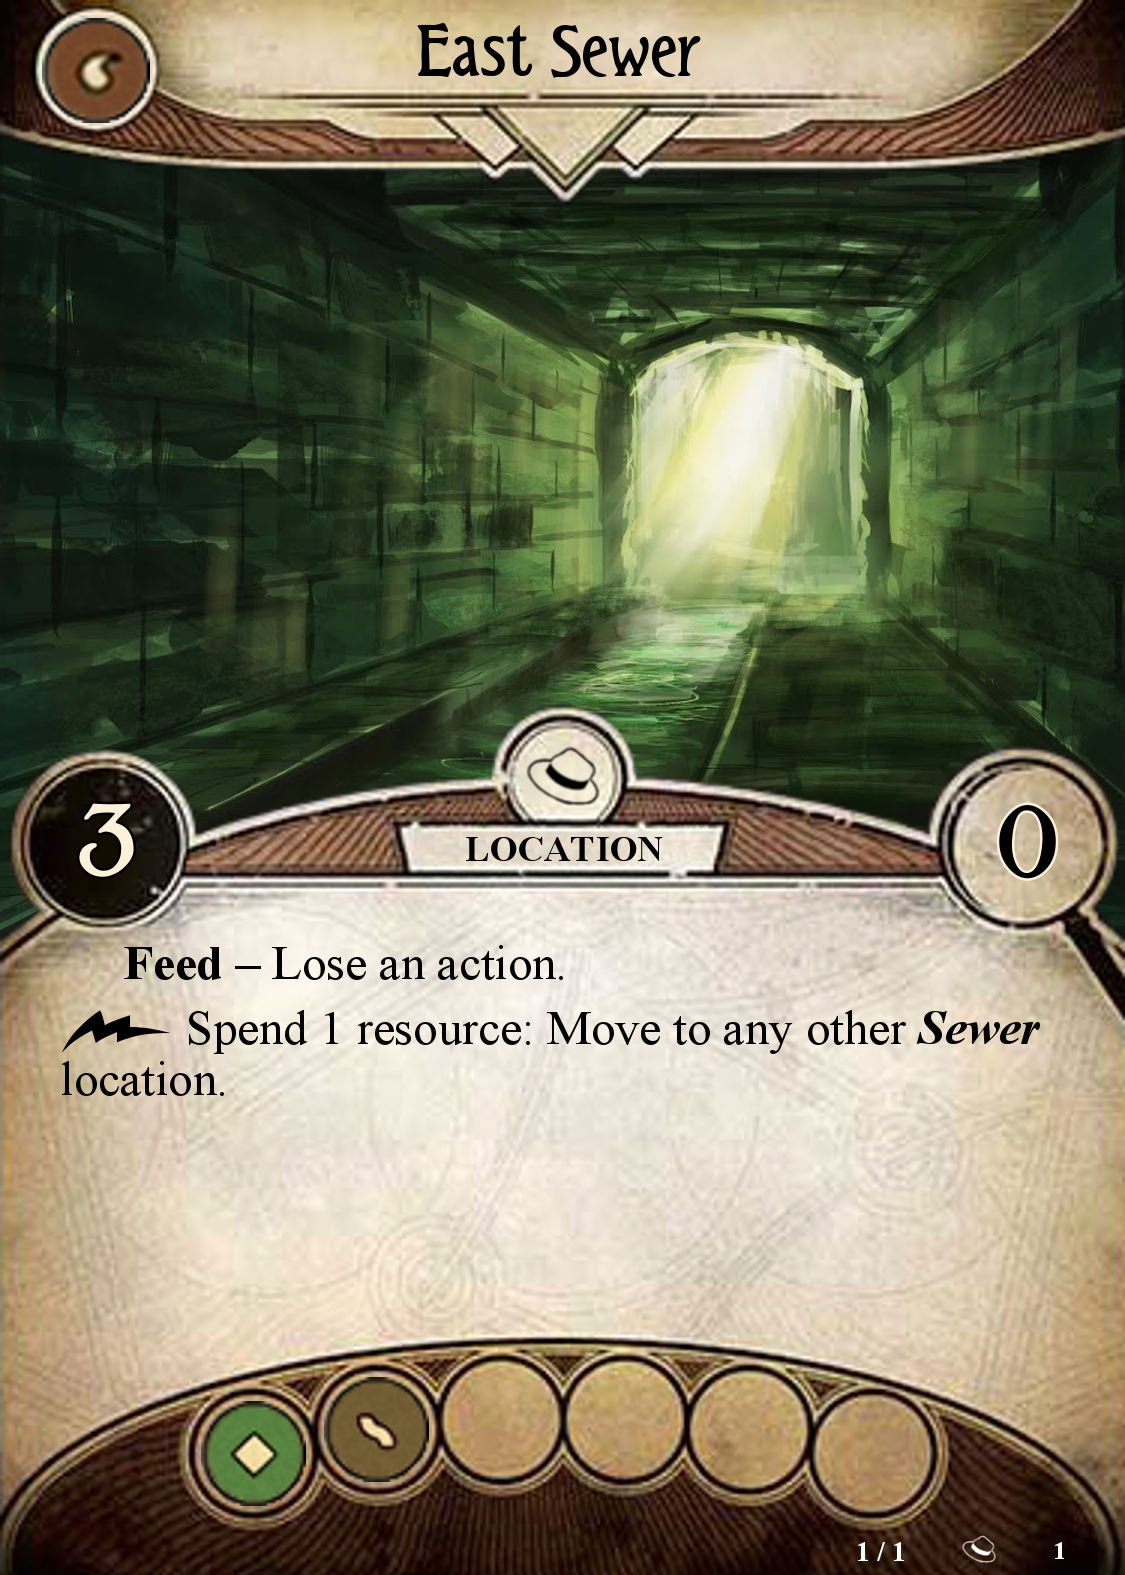 East Sewer
3
LOCATION
0
Feed – Lose an action.
Spend 1 resource: Move to any other Sewer
location.
1 / 1
1